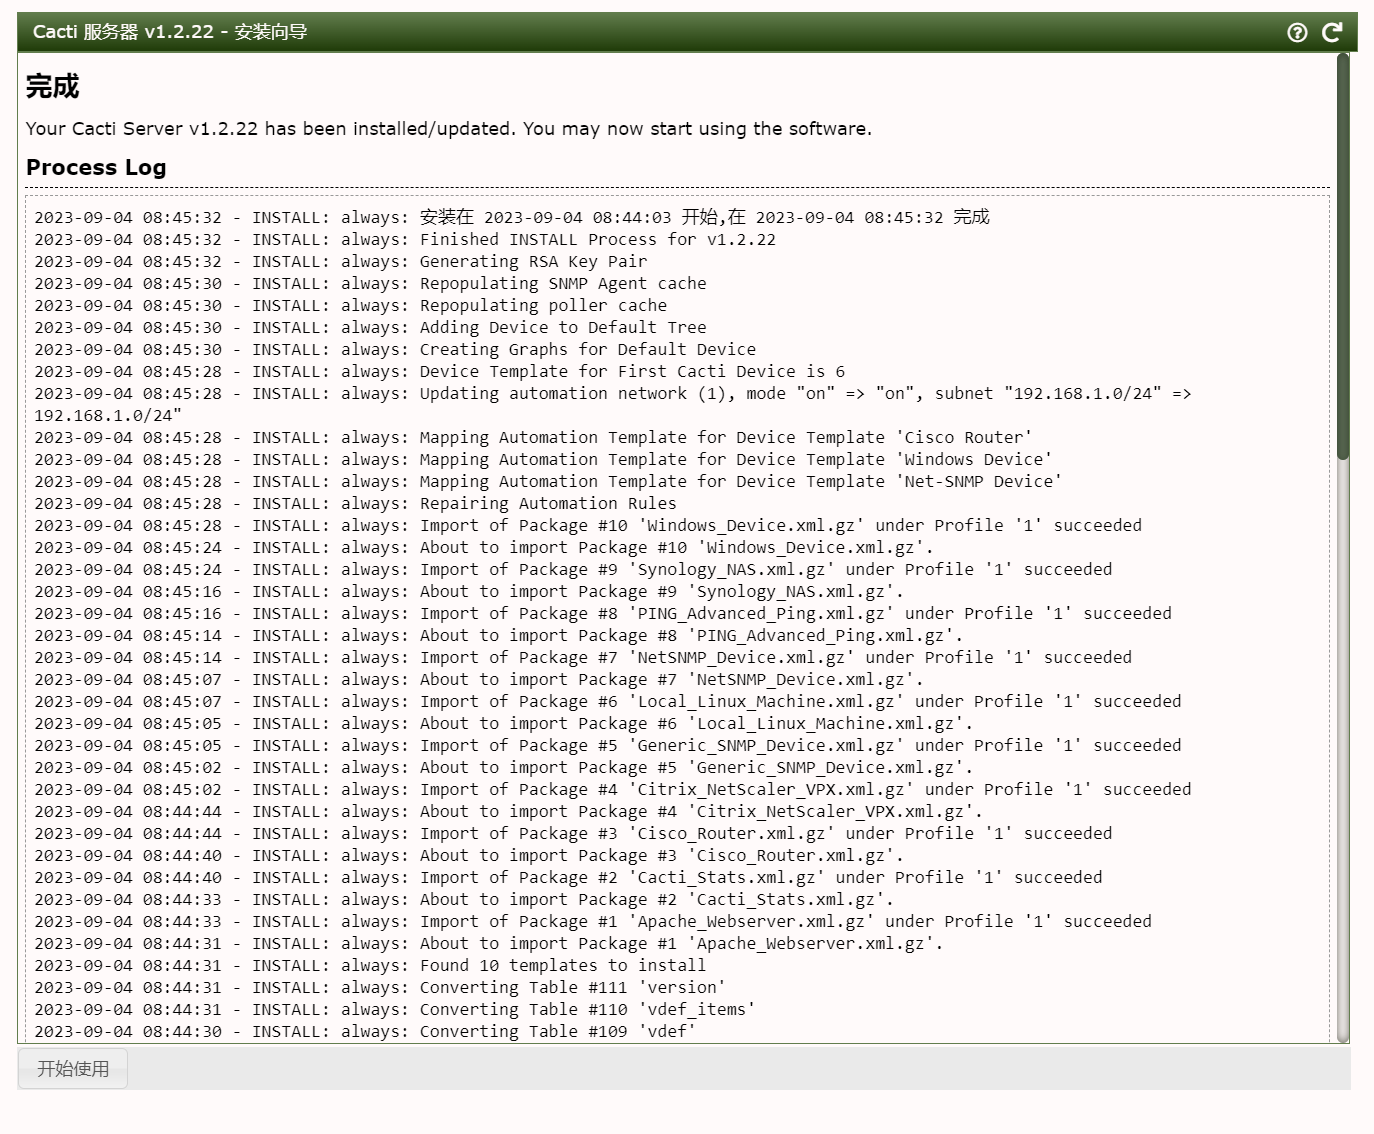 Cacti 服务器 v1.2.22 - 安装向导
完成
Your Cacti Server v1.2.22 has been installed/updated. You may now start using the software.
Process Log
2023-09-04 08:45:32 - INSTALL: always: 安装在 2023-09-04 08:44:03 开始,在 2023-09-04 08:45:32 完成
2023-09-04 08:45:32 - INSTALL: always: Finished INSTALL Process for v1.2.22
2023-09-04 08:45:32 - INSTALL: always: Generating RSA Key Pair
2023-09-04 08:45:30 - INSTALL: always: Repopulating SNMP Agent cache
2023-09-04 08:45:30 - INSTALL: always: Repopulating poller cache
2023-09-04 08:45:30 - INSTALL: always: Adding Device to Default Tree
2023-09-04 08:45:30 - INSTALL: always: Creating Graphs for Default Device
2023-09-04 08:45:28 - INSTALL: always: Device Template for First Cacti Device is 6
2023-09-04 08:45:28 - INSTALL: always: Updating automation network (1), mode "on" => "on", subnet "192.168.1.0/24" =>
192.168.1.0/24"
2023-09-04 08:45:28 - INSTALL: always: Mapping Automation Template for Device Template 'Cisco Router'
2023-09-04 08:45:28 - INSTALL: always: Mapping Automation Template for Device Template 'Windows Device'
2023-09-04 08:45:28 - INSTALL: always: Mapping Automation Template for Device Template 'Net-SNMP Device'
2023-09-04 08:45:28 - INSTALL: always: Repairing Automation Rules
2023-09-04 08:45:28 - INSTALL: always: Import of Package #10 'Windows_Device.xml.gz' under Profile '1' succeeded
2023-09-04 08:45:24 - INSTALL: always: About to import Package #10 'Windows_Device.xml.gz'.
2023-09-04 08:45:24 - INSTALL: always: Import of Package #9 'Synology_NAS.xml.gz' under Profile '1' succeeded
2023-09-04 08:45:16 - INSTALL: always: About to import Package #9 'Synology_NAS.xml.gz'.
2023-09-04 08:45:16 - INSTALL: always: Import of Package #8 'PING_Advanced_Ping.xml.gz' under Profile '1' succeeded
2023-09-04 08:45:14 - INSTALL: always: About to import Package #8 'PING_Advanced_Ping.xml.gz'.
2023-09-04 08:45:14 - INSTALL: always: Import of Package #7 'NetSNMP_Device.xml.gz' under Profile '1' succeeded
2023-09-04 08:45:07 - INSTALL: always: About to import Package #7 'NetSNMP_Device.xml.gz'.
2023-09-04 08:45:07 - INSTALL: always: Import of Package #6 'Local_Linux_Machine.xml.gz' under Profile '1' succeeded
2023-09-04 08:45:05 - INSTALL: always: About to import Package #6 'Local_Linux_Machine.xml.gz'.
2023-09-04 08:45:05 - INSTALL: always: Import of Package #5 'Generic_SNMP_Device.xml.gz' under Profile '1' succeeded
2023-09-04 08:45:02 - INSTALL: always: About to import Package #5 'Generic_SNMP_Device.xml.gz'.
2023-09-04 08:45:02 - INSTALL: always: Import of Package #4 'Citrix_NetScaler_VPX.xml.gz' under Profile '1' succeeded
2023-09-04 08:44:44 - INSTALL: always: About to import Package #4 'Citrix_NetScaler_VPX.xml.gz'.
2023-09-04 08:44:44 - INSTALL: always: Import of Package #3 'Cisco_Router.xml.gz' under Profile '1' succeeded
2023-09-04 08:44:40 - INSTALL: always: About to import Package #3 'Cisco_Router.xml.gz'.
2023-09-04 08:44:40 - INSTALL: always: Import of Package #2 'Cacti_Stats.xml.gz' under Profile '1' succeeded
2023-09-04 08:44:33 - INSTALL: always: About to import Package #2 'Cacti_Stats.xml.gz'.
2023-09-04 08:44:33 - INSTALL: always: Import of Package #1 'Apache_Webserver.xml.gz' under Profile '1' succeeded
2023-09-04 08:44:31 - INSTALL: always: About to import Package #1 'Apache_Webserver.xml.gz'.
2023-09-04 08:44:31 - INSTALL: always: Found 10 templates to install
2023-09-04 08:44:31 - INSTALL: always: Converting Table #111 'version'
2023-09-04 08:44:31 - INSTALL: always: Converting Table #110 'vdef_items'
2023-09-04 08:44:30 - INSTALL: always: Converting Table #109 'vdef'
开始使用